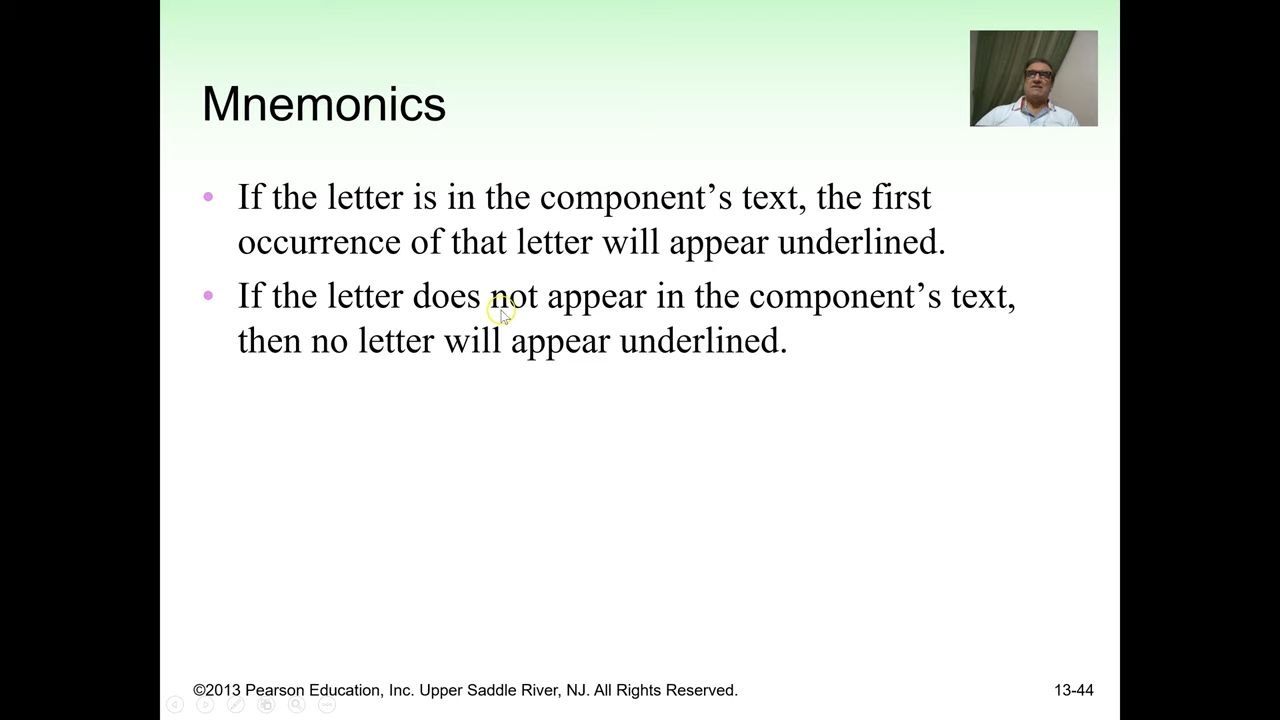 Mnemonics
• If the letter is in the component’s text, the first
occurrence of that letter will appear underlined.
• If the letter does not appear in the component’s text,
then no letter will appear underlined.
©2013 Pearson Education, Inc. Upper Saddle River, NJ. All Rights Reserved.
13-44